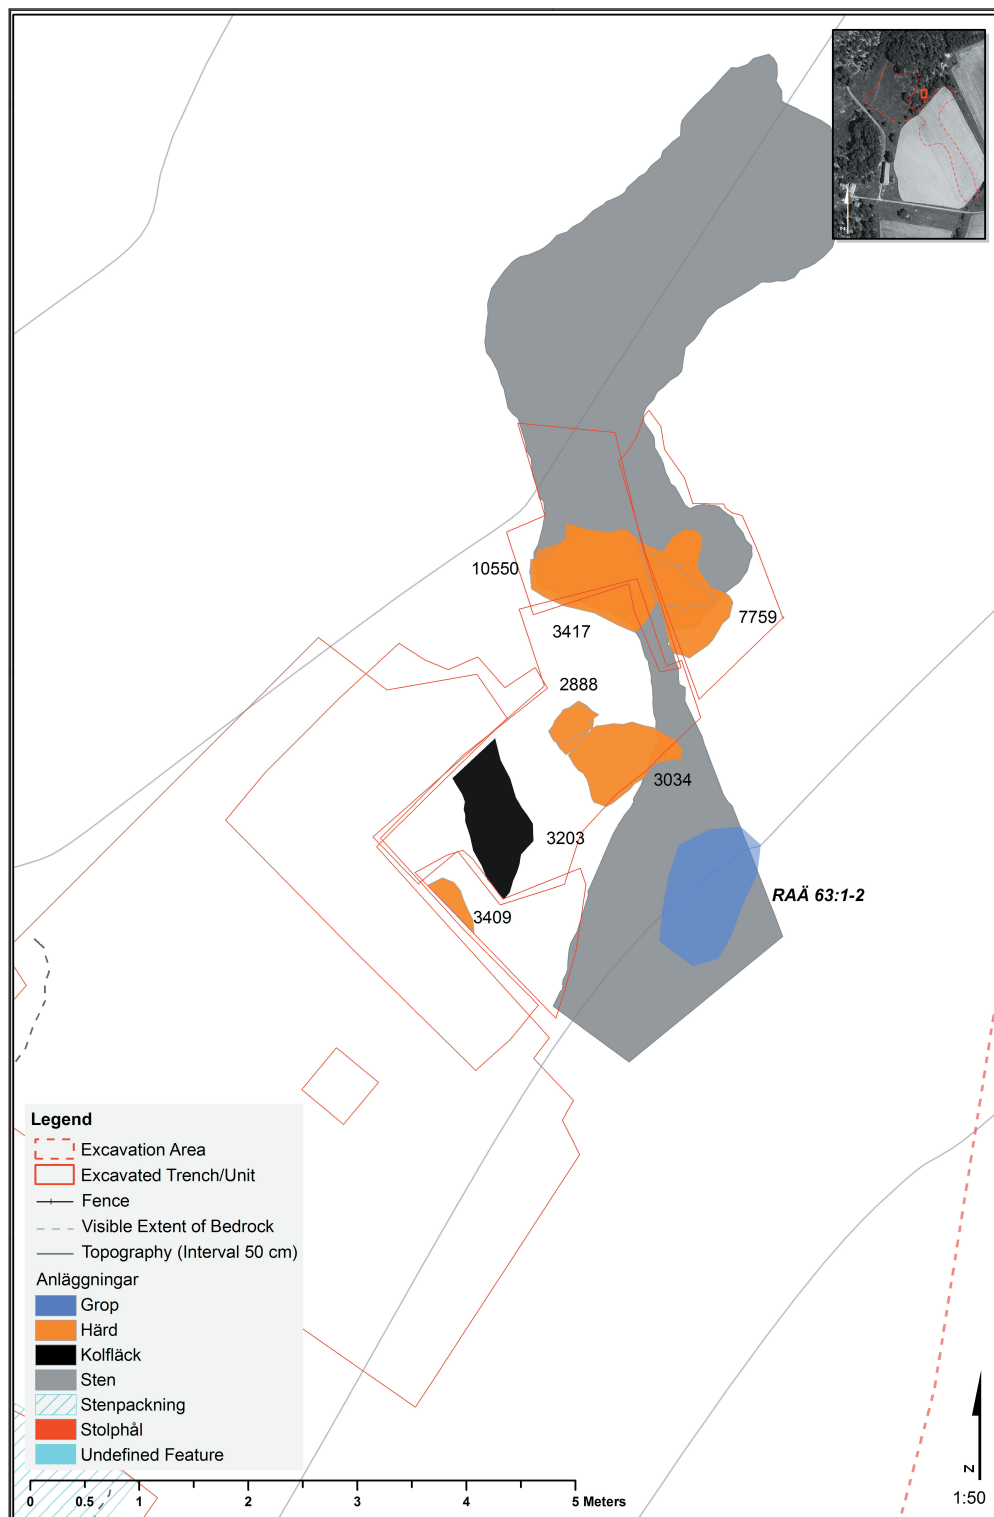 10550
3417
7759
2888
3034
3203
RAÄ 63:1-2
3409
Legend
Excavation Area
Excavated Trench/Unit
Fence
Visible Extent of Bedrock
Topography (Interval 50 cm)
Anläggningar
Grop
Härd
Kolfläck
Sten
Stenpackning
Stolphål
Undefined Feature
0 0.5 1 2 3 4 5 Meters
N
1:50